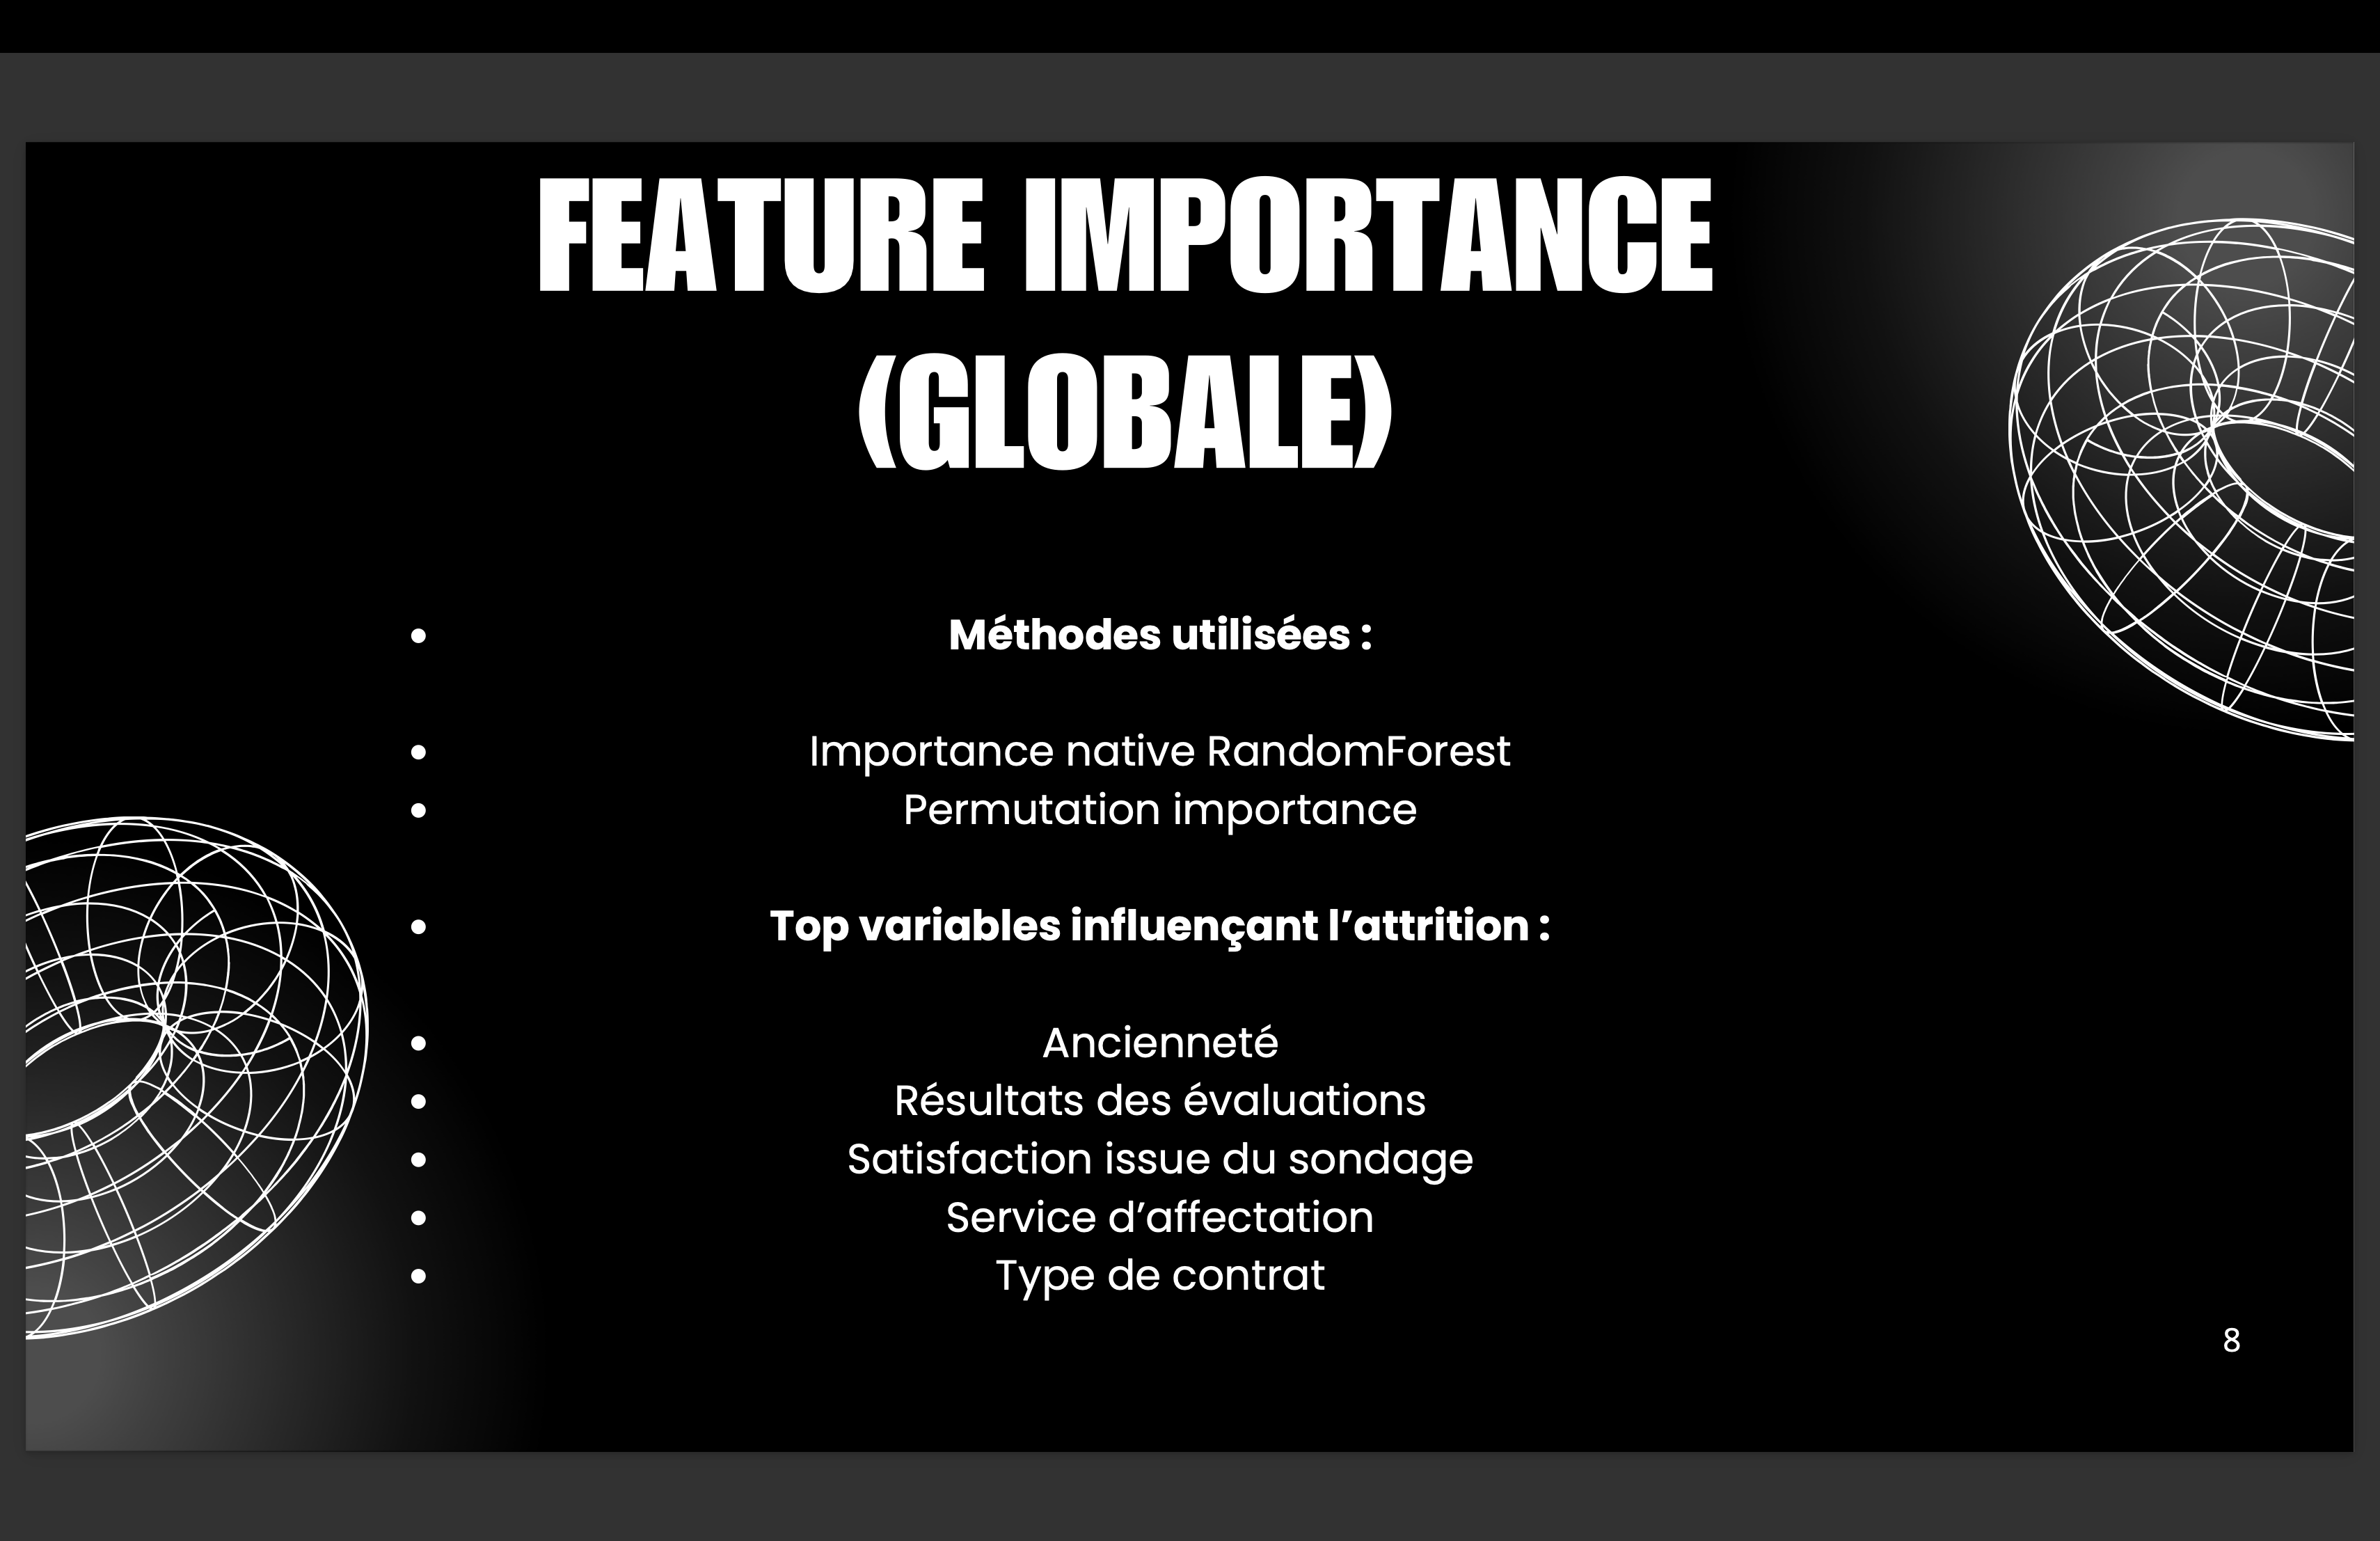 FEATURE IMPORTANCE
(GLOBALE)
• Méthodes utilisées :
• Importance native RandomForest
• Permutation importance
• Top variables influençant l’attrition :
• Ancienneté
• Résultats des évaluations
• Satisfaction issue du sondage
• Service d’affectation
• Type de contrat
8